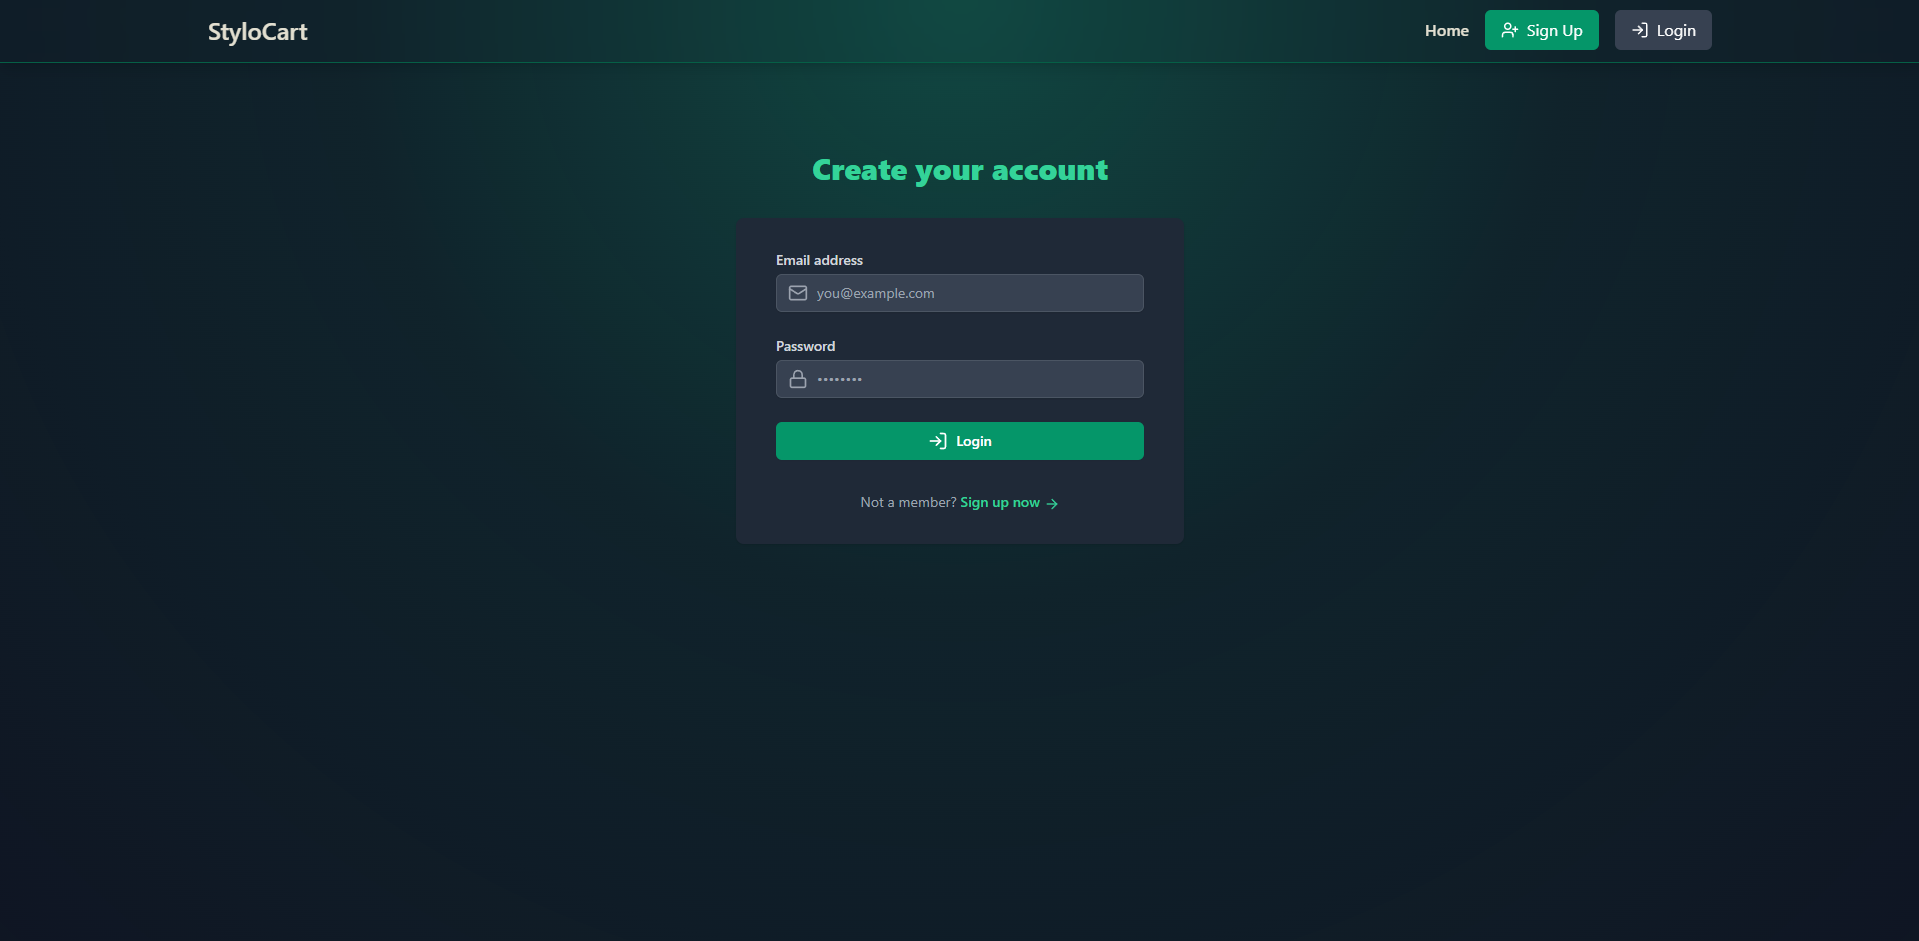 StyloCart
Home Sign Up Login
Create your account
Email address
you@example.com
Password
••••••••
Login
Not a member? Sign up now →